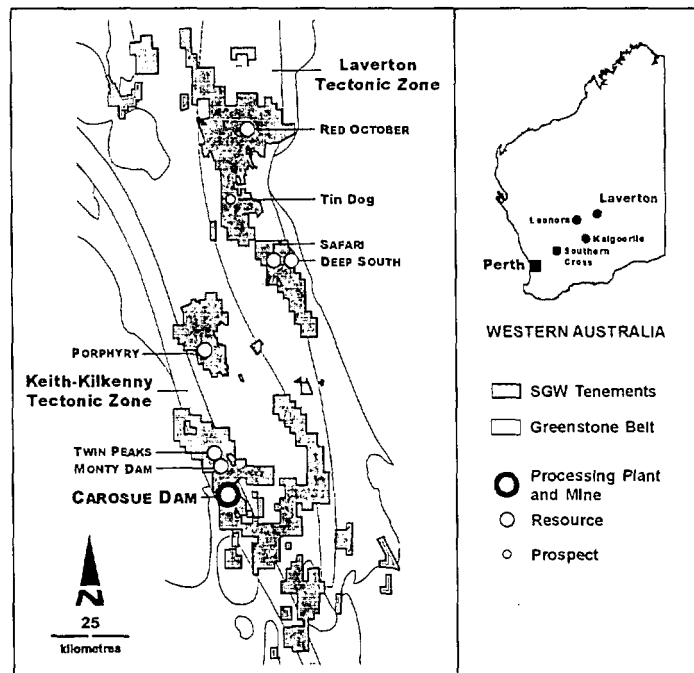 Laverton
Tectonic Zone
RED OCTOBER
Tin Dog
SAFARI
DEEP SOUTH
PORPHYRY
Keith-Kilkenny
Tectonic Zone
TWIN PEAKS
MONTY DAM
CAROSUE DAM
N
25
kilometres
Laverton
Leonora
Kalgoorlie
Southern
Cross
Perth
WESTERN AUSTRALIA
SGW Tenements
Greenstone Belt
Processing Plant
and Mine
Resource
Prospect